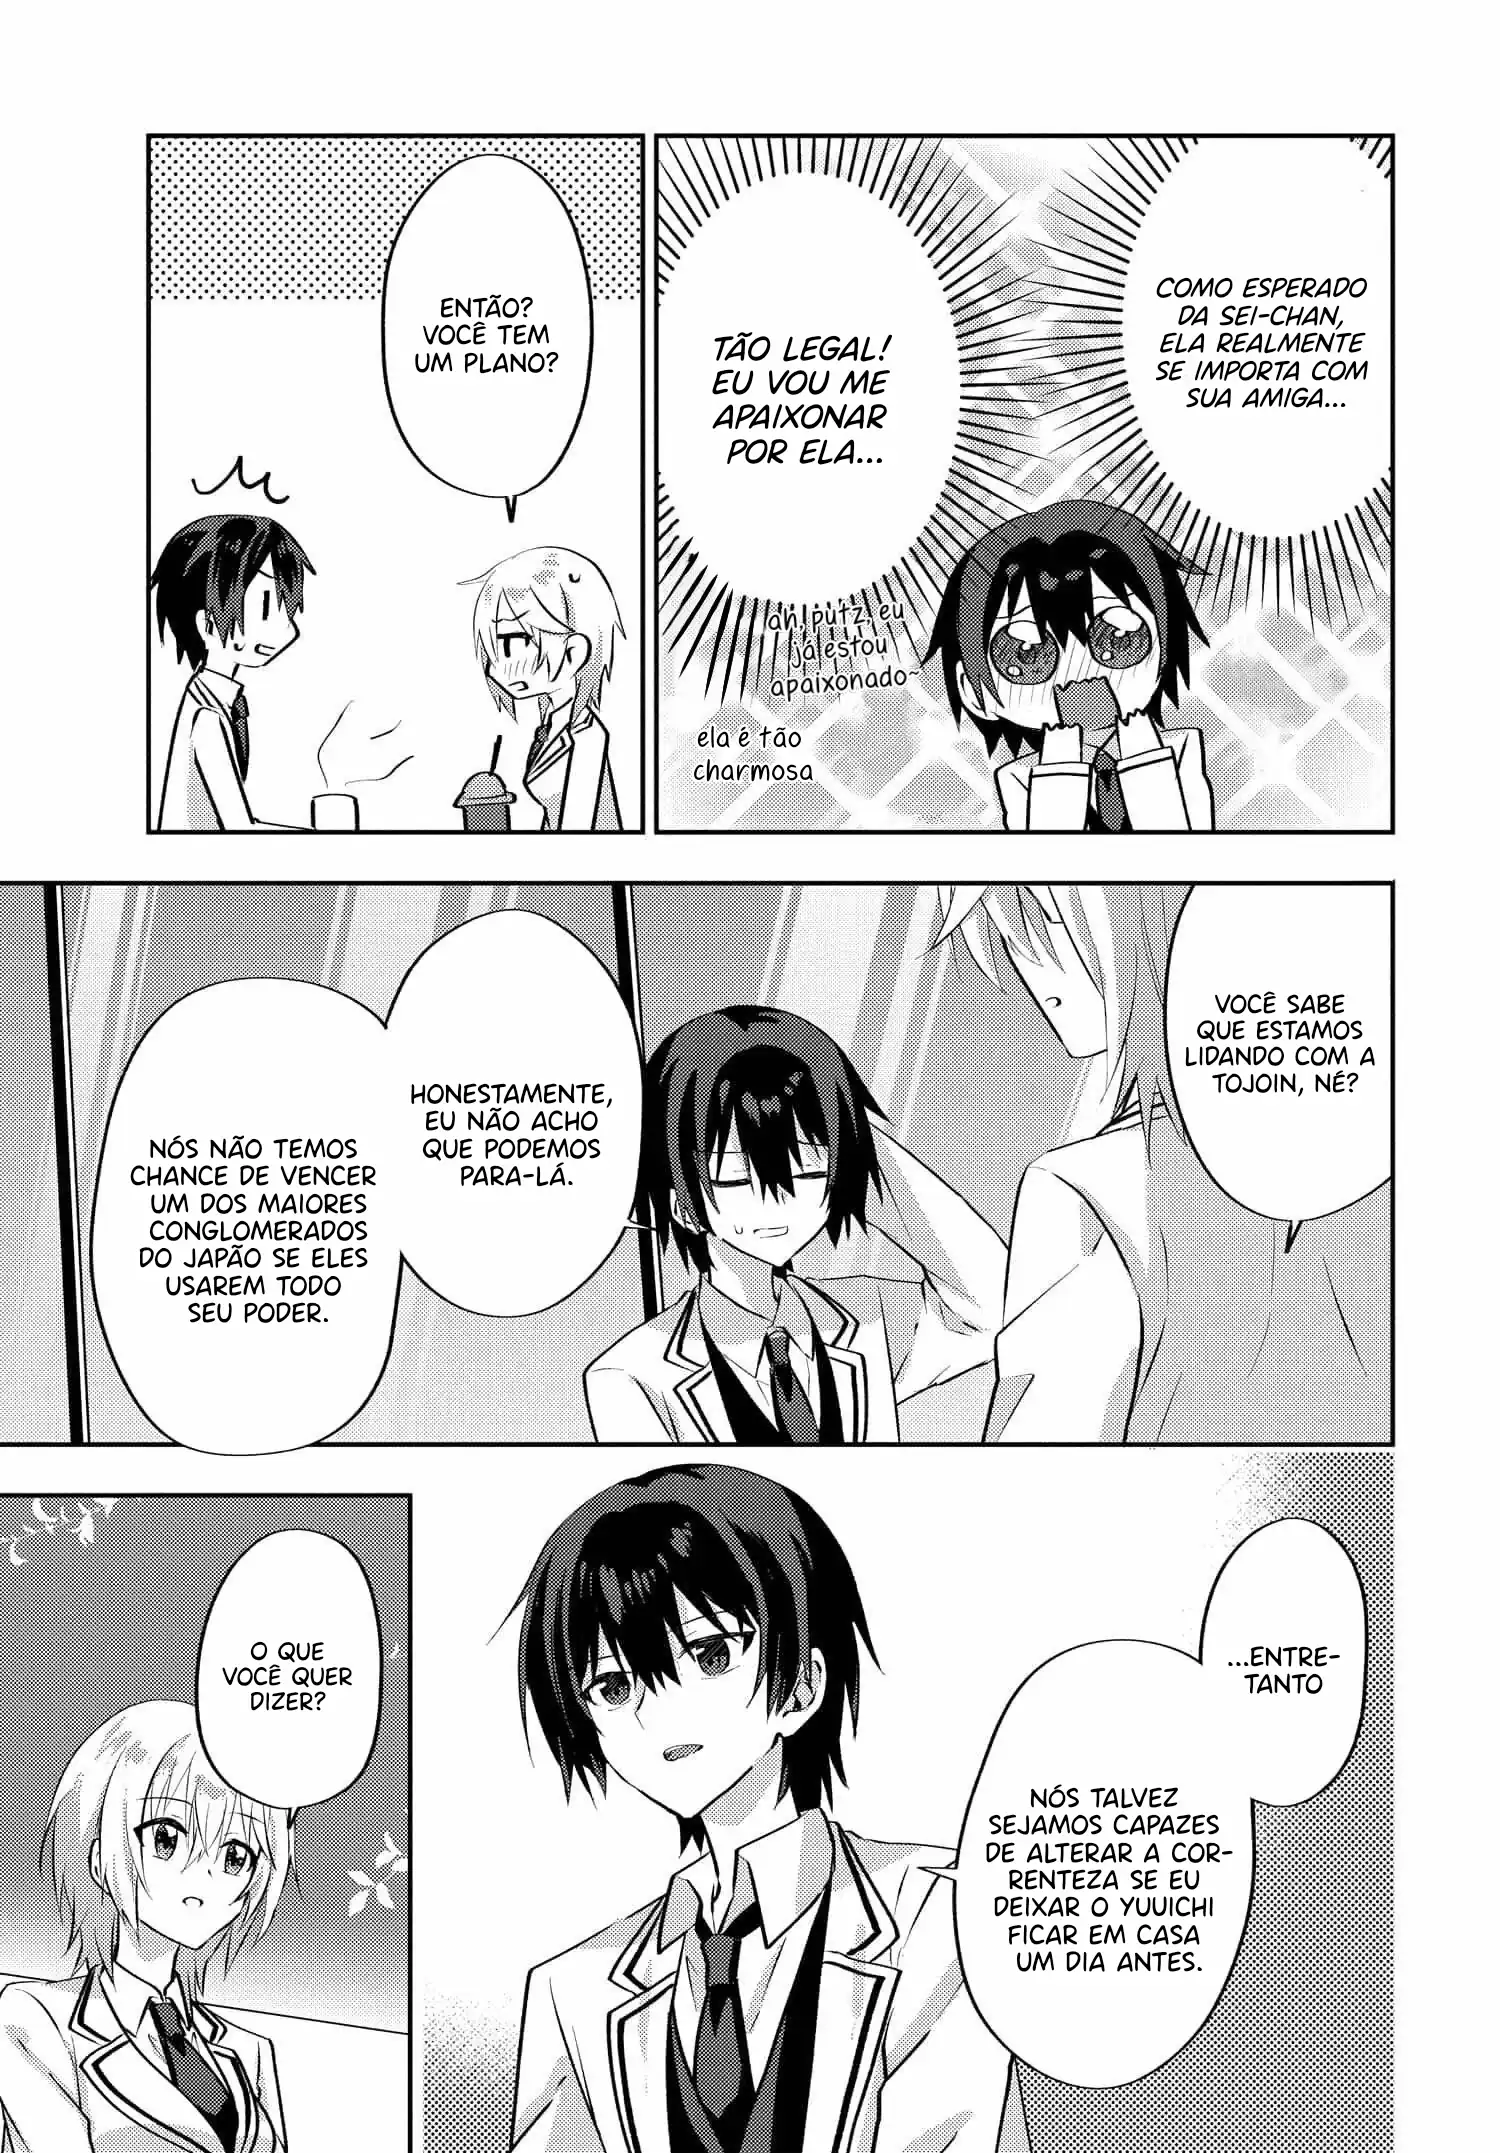 COMO ESPERADO
DA SEI-CHAN,
ELA REALMENTE
SE IMPORTA COM
SUA AMIGA...
TÃO LEGAL!
EU VOU ME
APAIXONAR
POR ELA...
ah, putz, eu
já estou
apaixonado~
ela é tão
charmosa
ENTÃO?
VOCÊ TEM
UM PLANO?
VOCÊ SABE
QUE ESTAMOS
LIDANDO COM A
TOJOIN, NÉ?
HONESTAMENTE,
EU NÃO ACHO
QUE PODEMOS
PARA-LÁ.
NÓS NÃO TEMOS
CHANCE DE VENCER
UM DOS MAIORES
CONGLOMERADOS
DO JAPÃO SE ELES
USAREM TODO
SEU PODER.
...ENTRE-
TANTO
NÓS TALVEZ
SEJAMOS CAPAZES
DE ALTERAR A COR-
RENTEZA SE EU
DEIXAR O YUUICHI
FICAR EM CASA
UM DIA ANTES.
O QUE
VOCÊ QUER
DIZER?